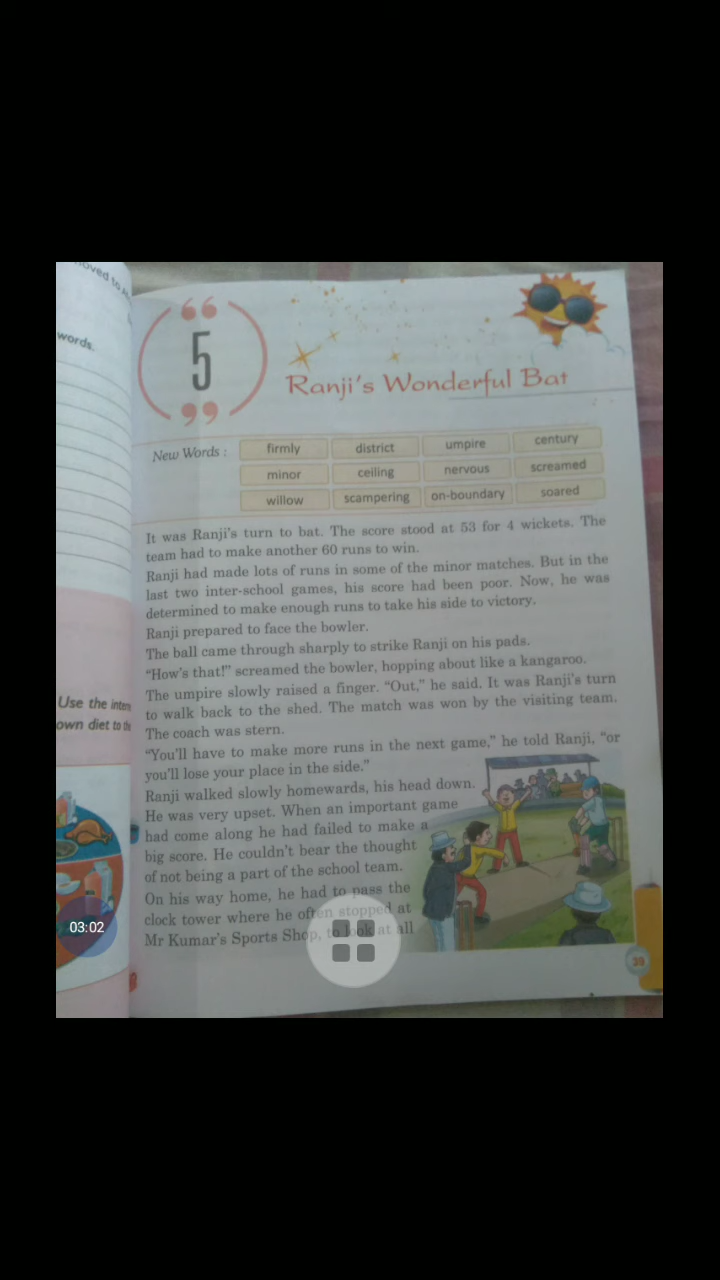 moved to
words.
Use the intern
own diet to the
03:02
“
5
”
Ranji's Wonderful Bat
New Words :
firmly district umpire century
minor ceiling nervous screamed
willow scampering on-boundary soared
It was Ranji's turn to bat. The score stood at 53 for 4 wickets. The
team had to make another 60 runs to win.
Ranji had made lots of runs in some of the minor matches. But in the
last two inter-school games, his score had been poor. Now, he was
determined to make enough runs to take his side to victory.
Ranji prepared to face the bowler.
The ball came through sharply to strike Ranji on his pads.
“How's that!” screamed the bowler, hopping about like a kangaroo.
The umpire slowly raised a finger. “Out,” he said. It was Ranji's turn
to walk back to the shed. The match was won by the visiting team.
The coach was stern.
“You'll have to make more runs in the next game,” he told Ranji, “or
you'll lose your place in the side.”
Ranji walked slowly homewards, his head down.
He was very upset. When an important game
had come along he had failed to make a
big score. He couldn't bear the thought
of not being a part of the school team.
On his way home, he had to pass the
clock tower where he often stopped at
Mr Kumar's Sports Shop, to look at all
39